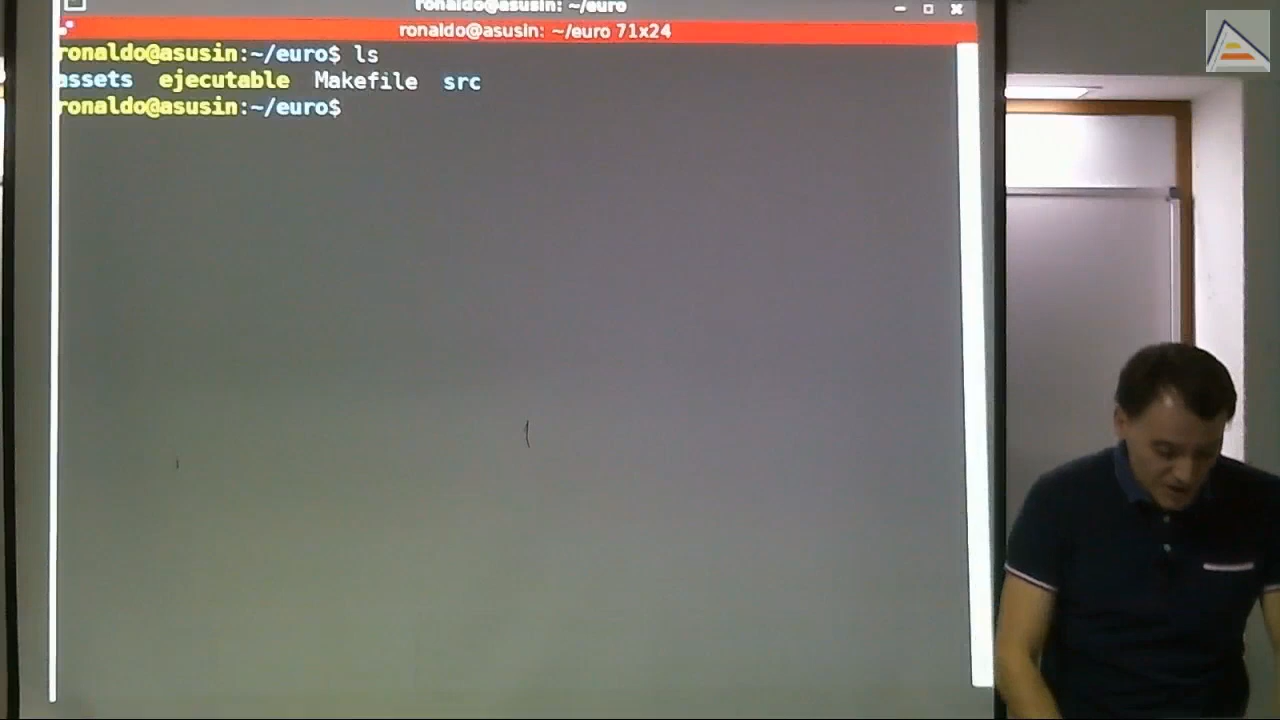 ronaldo@asusin: ~/euro
ronaldo@asusin: ~/euro 71x24
ronaldo@asusin:~/euro$ ls
assets ejecutable Makefile src
ronaldo@asusin:~/euro$